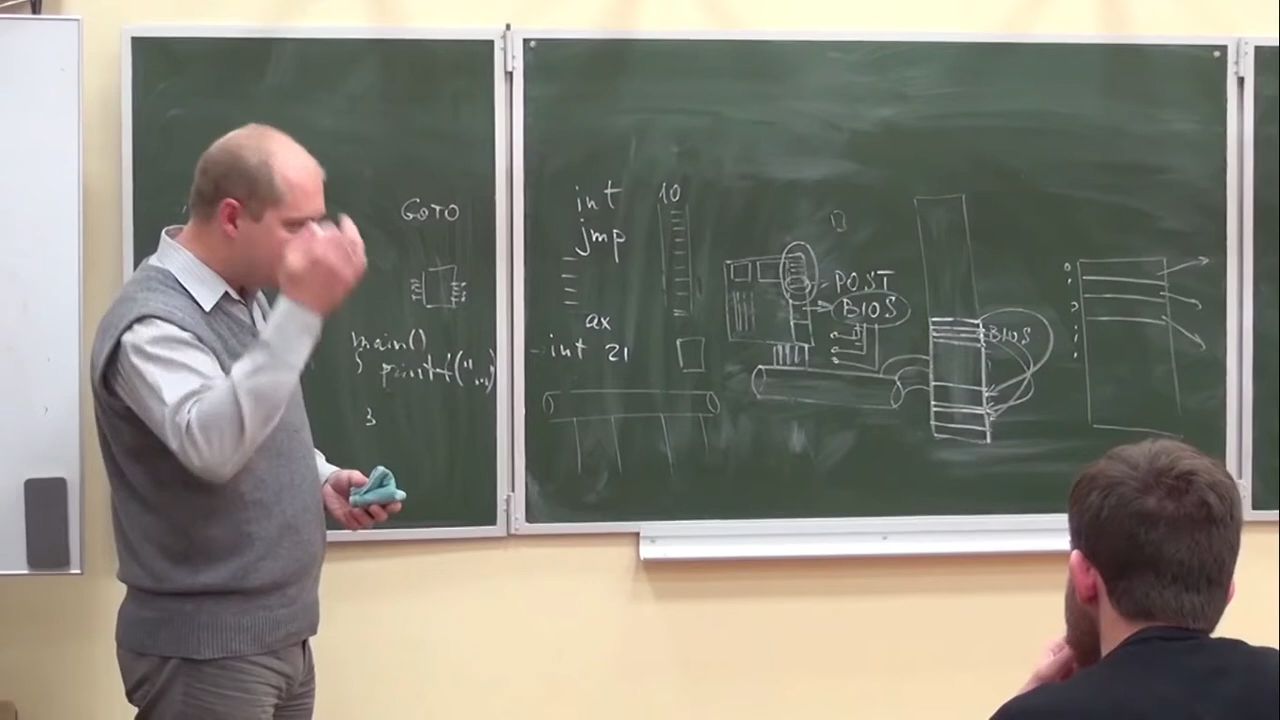 GOTO
main()
{ printf("...")
}
int 10
jmp
ax
int 21
POST
BIOS
BIOS